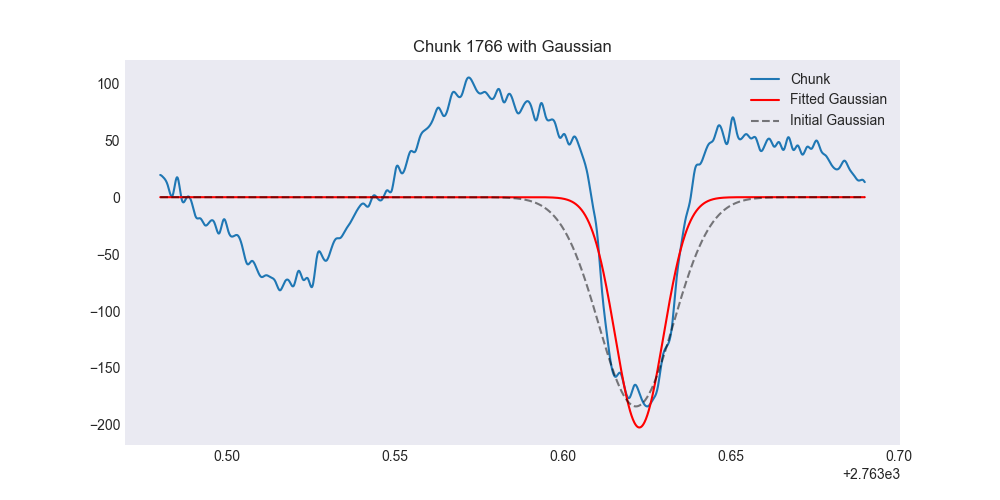 Chunk 1766 with Gaussian
Chunk
Fitted Gaussian
Initial Gaussian
100
50
0
−50
−100
−150
−200
0.50 0.55 0.60 0.65 0.70
+2.763e3